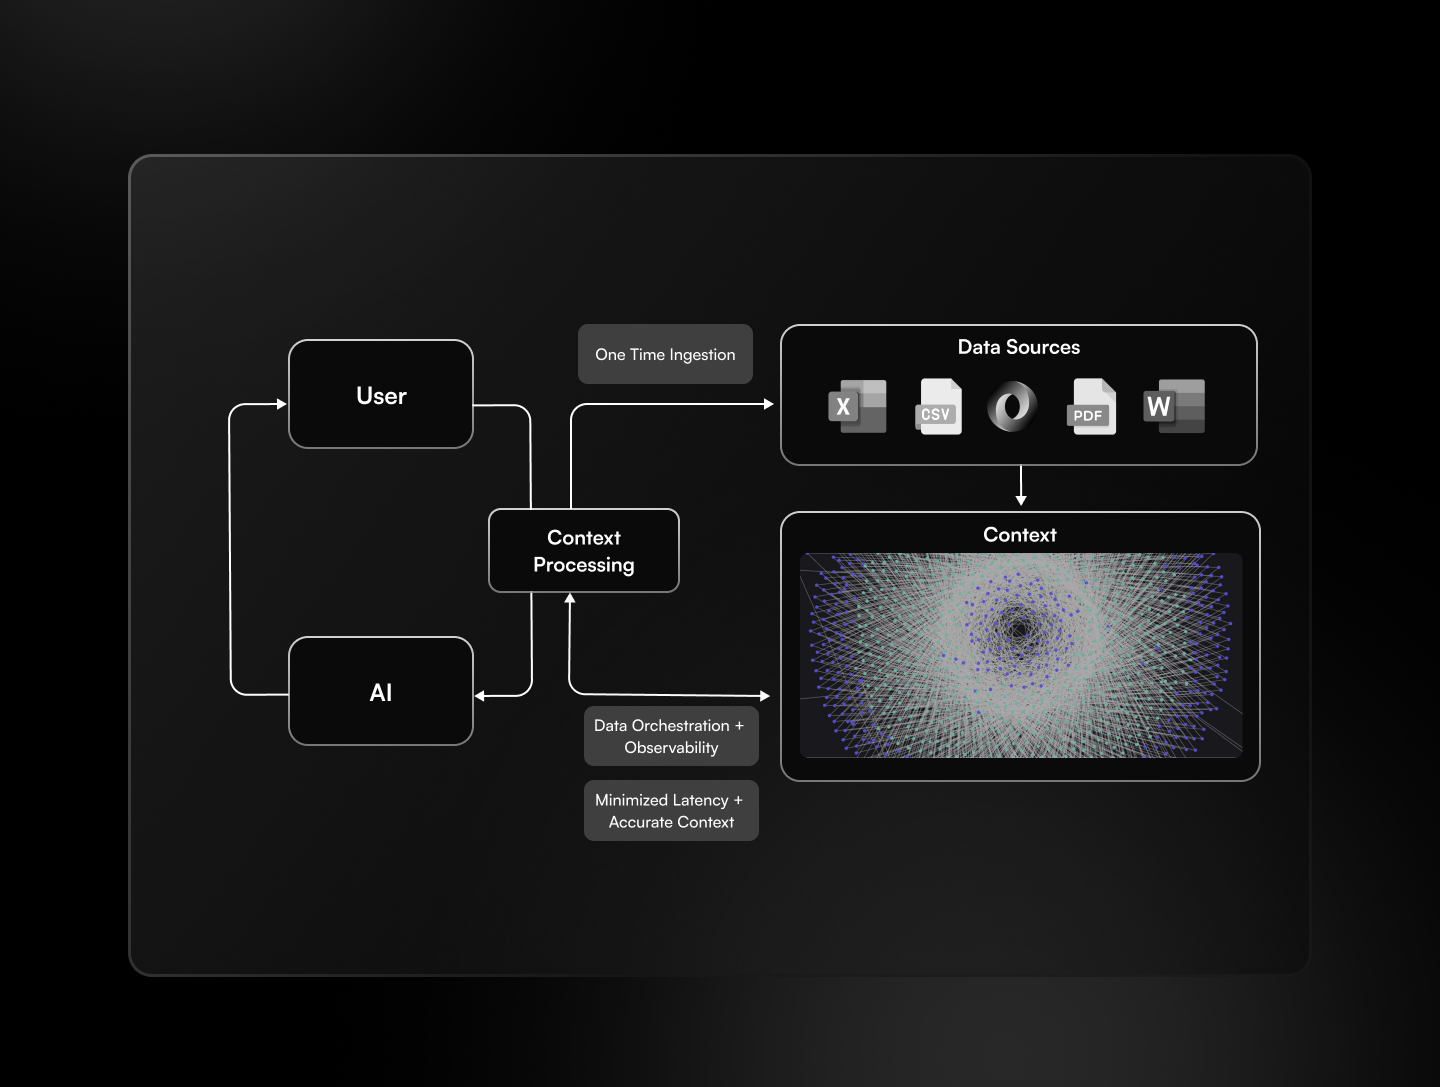 One Time Ingestion
Data Sources
X
CSV
PDF
W
User
Context
Processing
Context
AI
Data Orchestration +
Observability
Minimized Latency +
Accurate Context